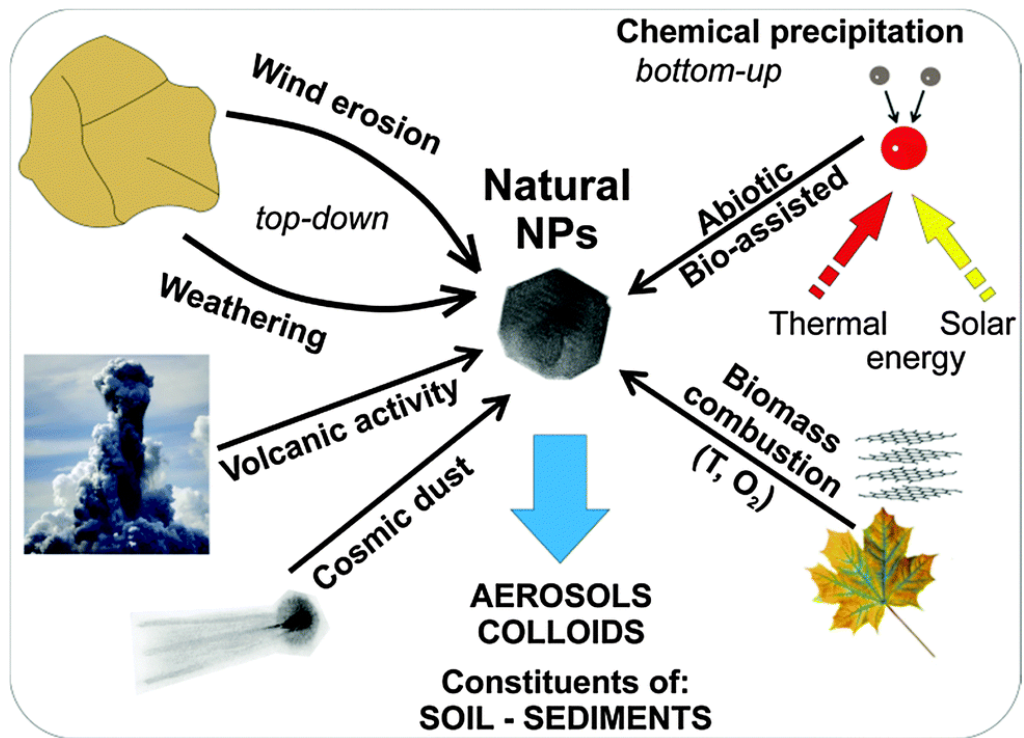 Chemical precipitation
bottom-up
Wind erosion
top-down
Weathering
Natural
NPs
Abiotic
Bio-assisted
Thermal Solar
energy
Volcanic activity
Cosmic dust
Biomass
combustion
(T, O₂)
AEROSOLS
COLLOIDS
Constituents of:
SOIL - SEDIMENTS